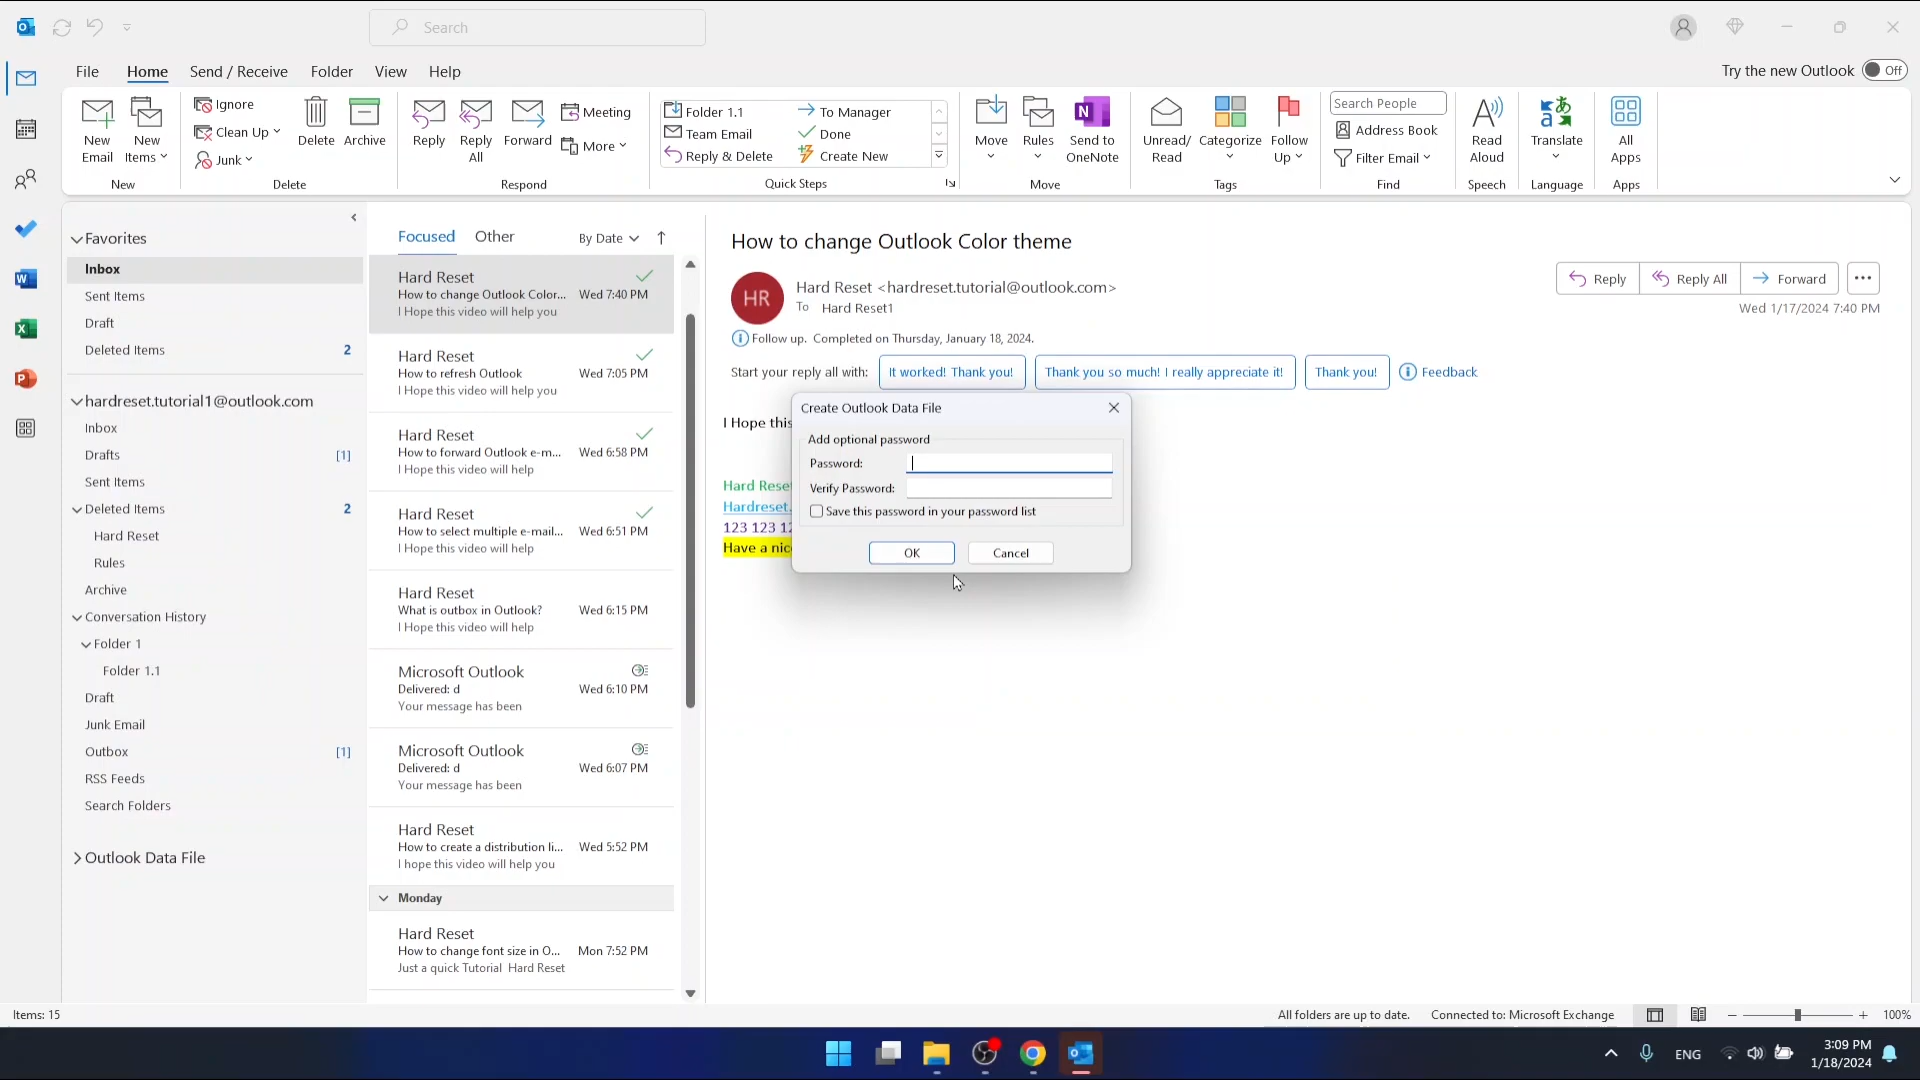 Search
File Home Send / Receive Folder View Help
Try the new Outlook Off
New Email
New Items
New
Ignore
Clean Up
Junk
Delete
Archive
Delete
Reply
Reply All
Forward
Meeting
More
Respond
Folder 1.1
Team Email
Reply & Delete
To Manager
Done
Create New
Quick Steps
Move
Rules
Send to OneNote
Move
Unread/ Read
Categorize
Follow Up
Tags
Search People
Address Book
Filter Email
Find
Read Aloud
Speech
Translate
Language
All Apps
Apps
Favorites
Inbox
Sent Items
Draft
Deleted Items 2
hardreset.tutorial1@outlook.com
Inbox
Drafts [1]
Sent Items
Deleted Items 2
Hard Reset
Rules
Archive
Conversation History
Folder 1
Folder 1.1
Draft
Junk Email
Outbox [1]
RSS Feeds
Search Folders
Outlook Data File
Focused Other By Date
Hard Reset
How to change Outlook Color... Wed 7:40 PM
I Hope this video will help you
Hard Reset
How to refresh Outlook Wed 7:05 PM
I Hope this video will help you
Hard Reset
How to forward Outlook e-m... Wed 6:58 PM
I Hope this video will help
Hard Reset
How to select multiple e-mail... Wed 6:51 PM
I Hope this video will help
Hard Reset
What is outbox in Outlook? Wed 6:15 PM
I Hope this video will help
Microsoft Outlook
Delivered: d Wed 6:10 PM
Your message has been
Microsoft Outlook
Delivered: d Wed 6:07 PM
Your message has been
Hard Reset
How to create a distribution li... Wed 5:52 PM
I hope this video will help you
Monday
Hard Reset
How to change font size in O... Mon 7:52 PM
Just a quick Tutorial Hard Reset
How to change Outlook Color theme
HR
Hard Reset <hardreset.tutorial@outlook.com>
To Hard Reset1
Reply Reply All Forward
Wed 1/17/2024 7:40 PM
Follow up. Completed on Thursday, January 18, 2024.
Start your reply all with: It worked! Thank you! Thank you so much! I really appreciate it! Thank you! Feedback
I Hope this
Hard Rese
Hardreset.
123 123 12
Have a nic
Create Outlook Data File
Add optional password
Password:
Verify Password:
Save this password in your password list
OK Cancel
Items: 15
All folders are up to date. Connected to: Microsoft Exchange 100%
ENG
3:09 PM
1/18/2024